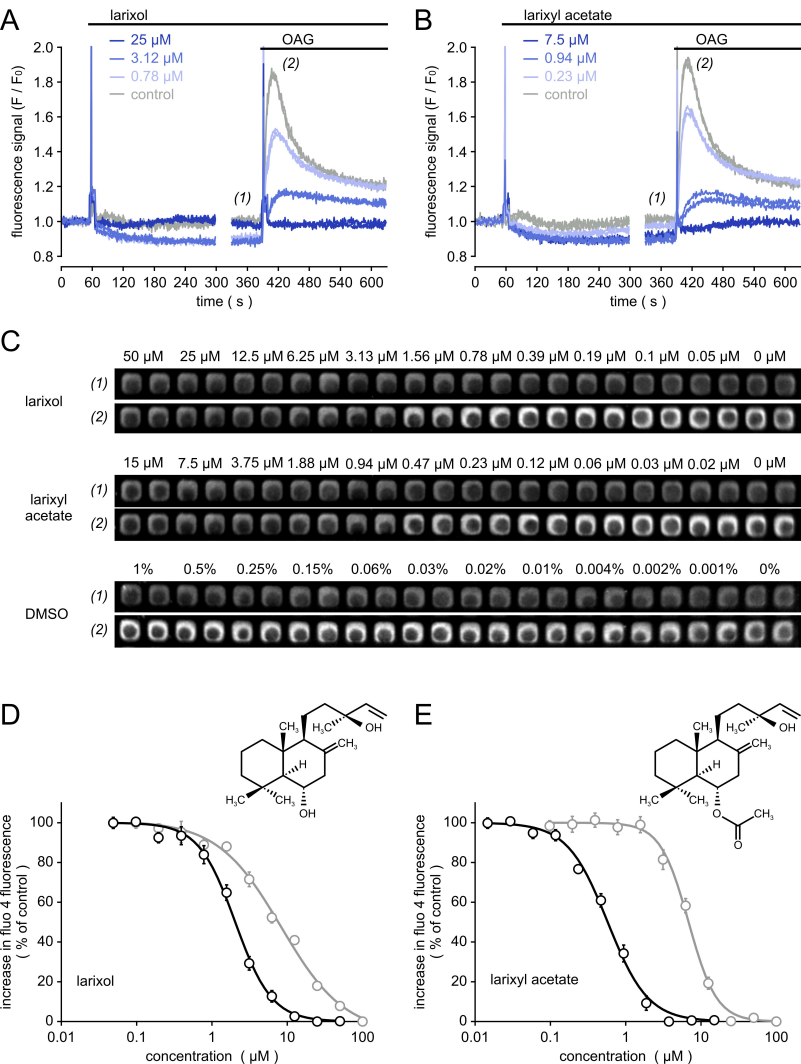 A
larixol
25 µM
3.12 µM
0.78 µM
control
OAG
(2)
(1)
fluorescence signal (F / F0)
2.0
1.8
1.6
1.4
1.2
1.0
0.8
0 60 120 180 240 300 360 420 480 540 600
time ( s )
B
larixyl acetate
7.5 µM
0.94 µM
0.23 µM
control
OAG
(2)
(1)
fluorescence signal (F / F0)
2.0
1.8
1.6
1.4
1.2
1.0
0.8
0 60 120 180 240 300 360 420 480 540 600
time ( s )
C
50 µM 25 µM 12.5 µM 6.25 µM 3.13 µM 1.56 µM 0.78 µM 0.39 µM 0.19 µM 0.1 µM 0.05 µM 0 µM
larixol
(1)
(2)
15 µM 7.5 µM 3.75 µM 1.88 µM 0.94 µM 0.47 µM 0.23 µM 0.12 µM 0.06 µM 0.03 µM 0.02 µM 0 µM
larixyl
acetate
(1)
(2)
1% 0.5% 0.25% 0.15% 0.06% 0.03% 0.02% 0.01% 0.004% 0.002% 0.001% 0%
DMSO
(1)
(2)
D
CH3
H3C
OH
CH2
H
H3C
CH3
OH
increase in fluo 4 fluorescence
( % of control )
100
80
60
40
20
0
larixol
0.01 0.1 1 10 100
concentration ( µM )
E
CH3
H3C
OH
CH2
H
H3C
CH3
O
CH3
O
increase in fluo 4 fluorescence
( % of control )
100
80
60
40
20
0
larixyl acetate
0.01 0.1 1 10 100
concentration ( µM )